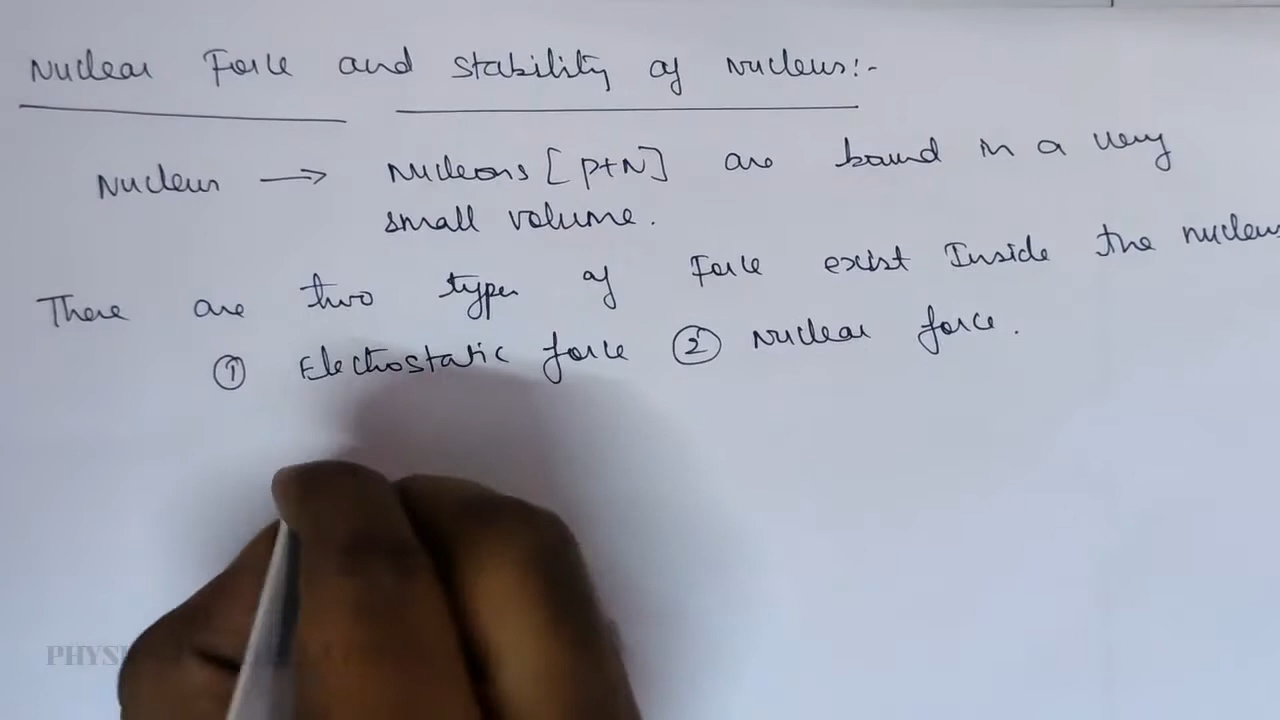 Nuclear Force and stability of Nucleus:-
Nucleus → Nucleons [P+N] are bound in a very
small volume.
There are two types of Force exist Inside the nucleus
① Electrostatic force ② Nuclear force.